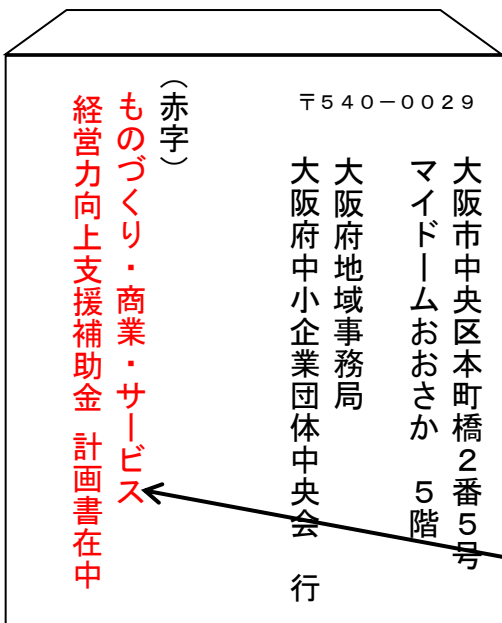 〒540-0029
大阪市中央区本町橋2番5号
マイドームおおさか 5階
大阪府地域事務局
大阪府中小企業団体中央会 行
(赤字)
ものづくり・商業・サービス
経営力向上支援補助金 計画書在中